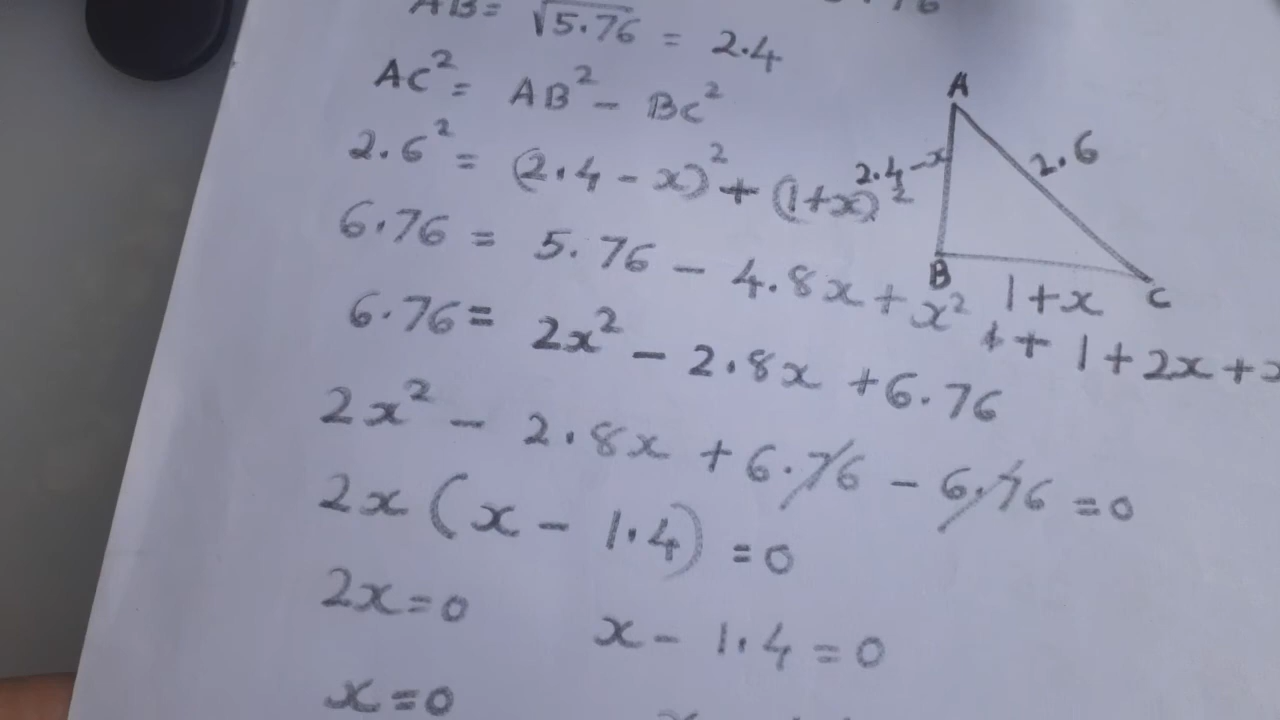 AB = √5.76 = 2.4
AC² = AB² - BC²
A
2.6
2.4 - x
B
1+x
C
2.6² = (2.4 - x)² + (1+x)²
6.76 = 5.76 - 4.8x + x² + 1 + 2x +
6.76 = 2x² - 2.8x + 6.76
2x² - 2.8x + 6.76 - 6.76 = 0
2x (x - 1.4) = 0
2x = 0 x - 1.4 = 0
x = 0